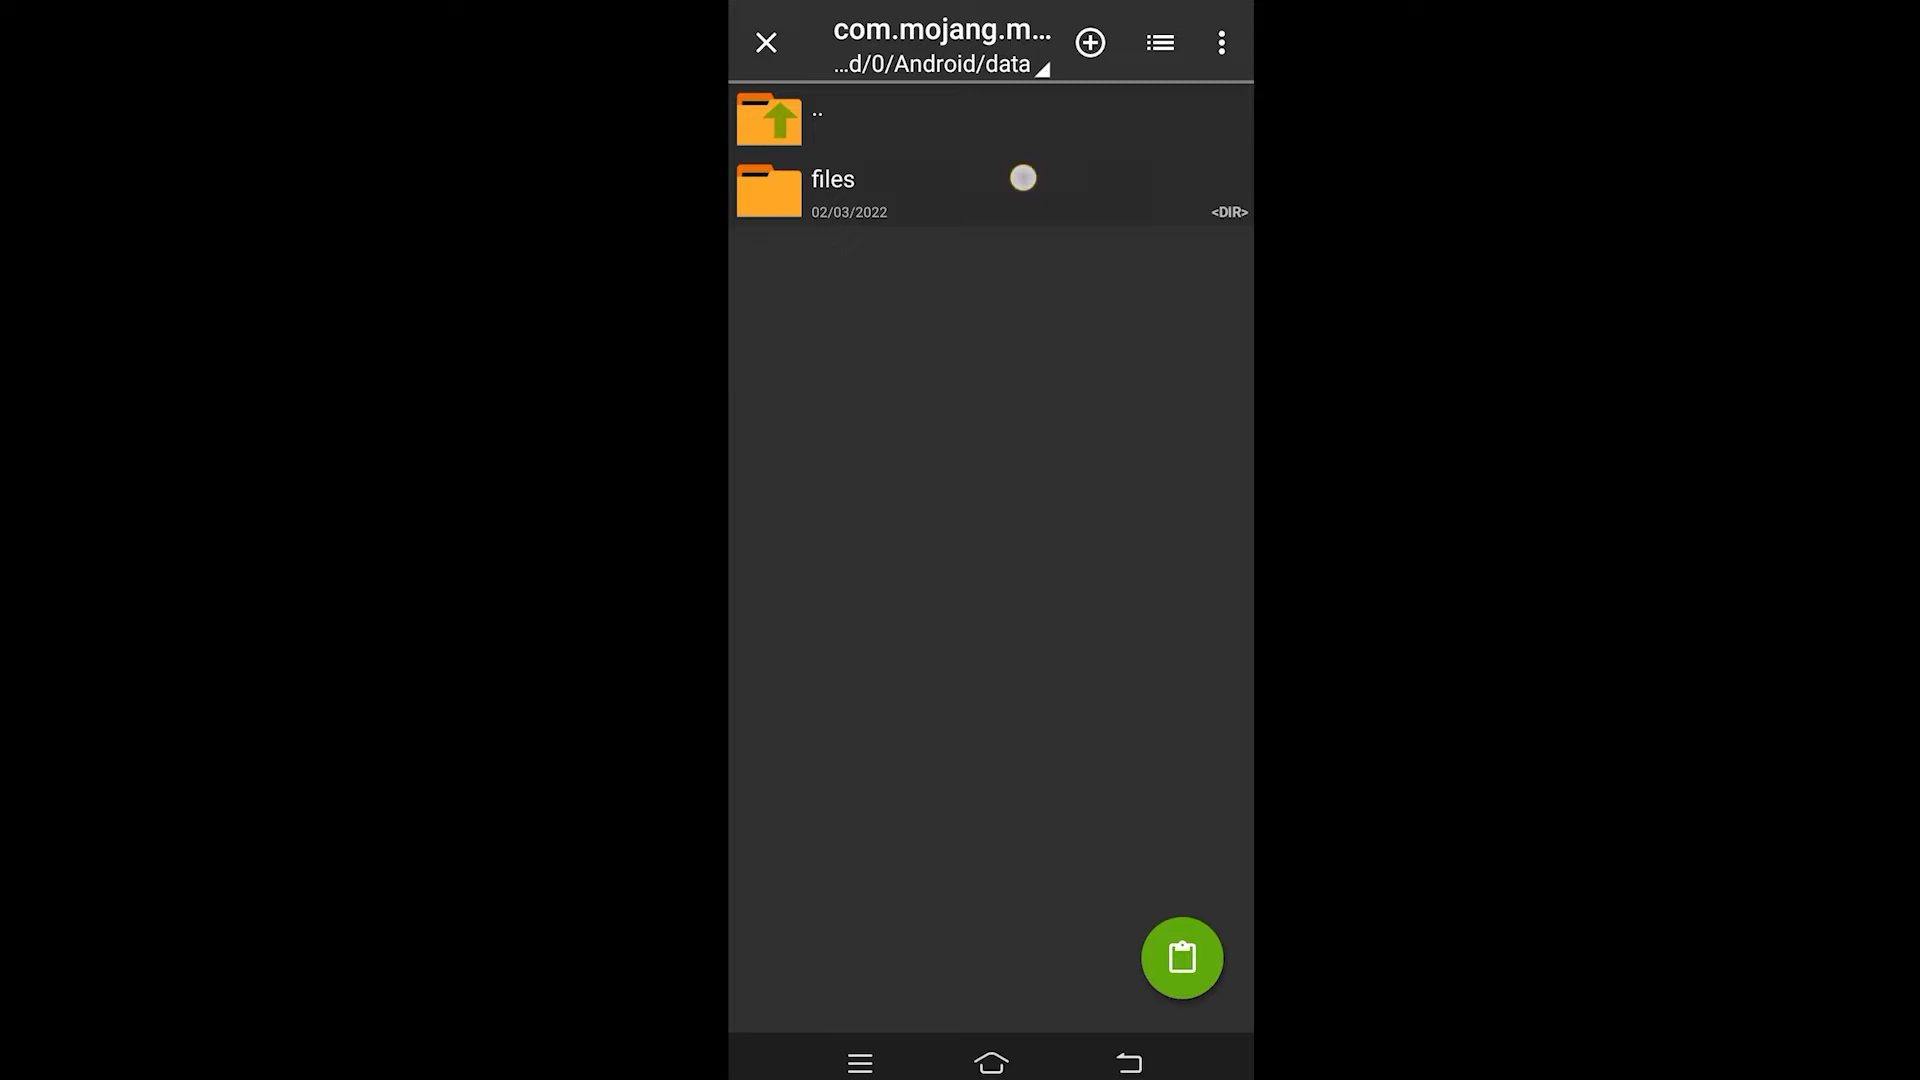 com.mojang.m...
...d/0/Android/data
..
files
02/03/2022
<DIR>